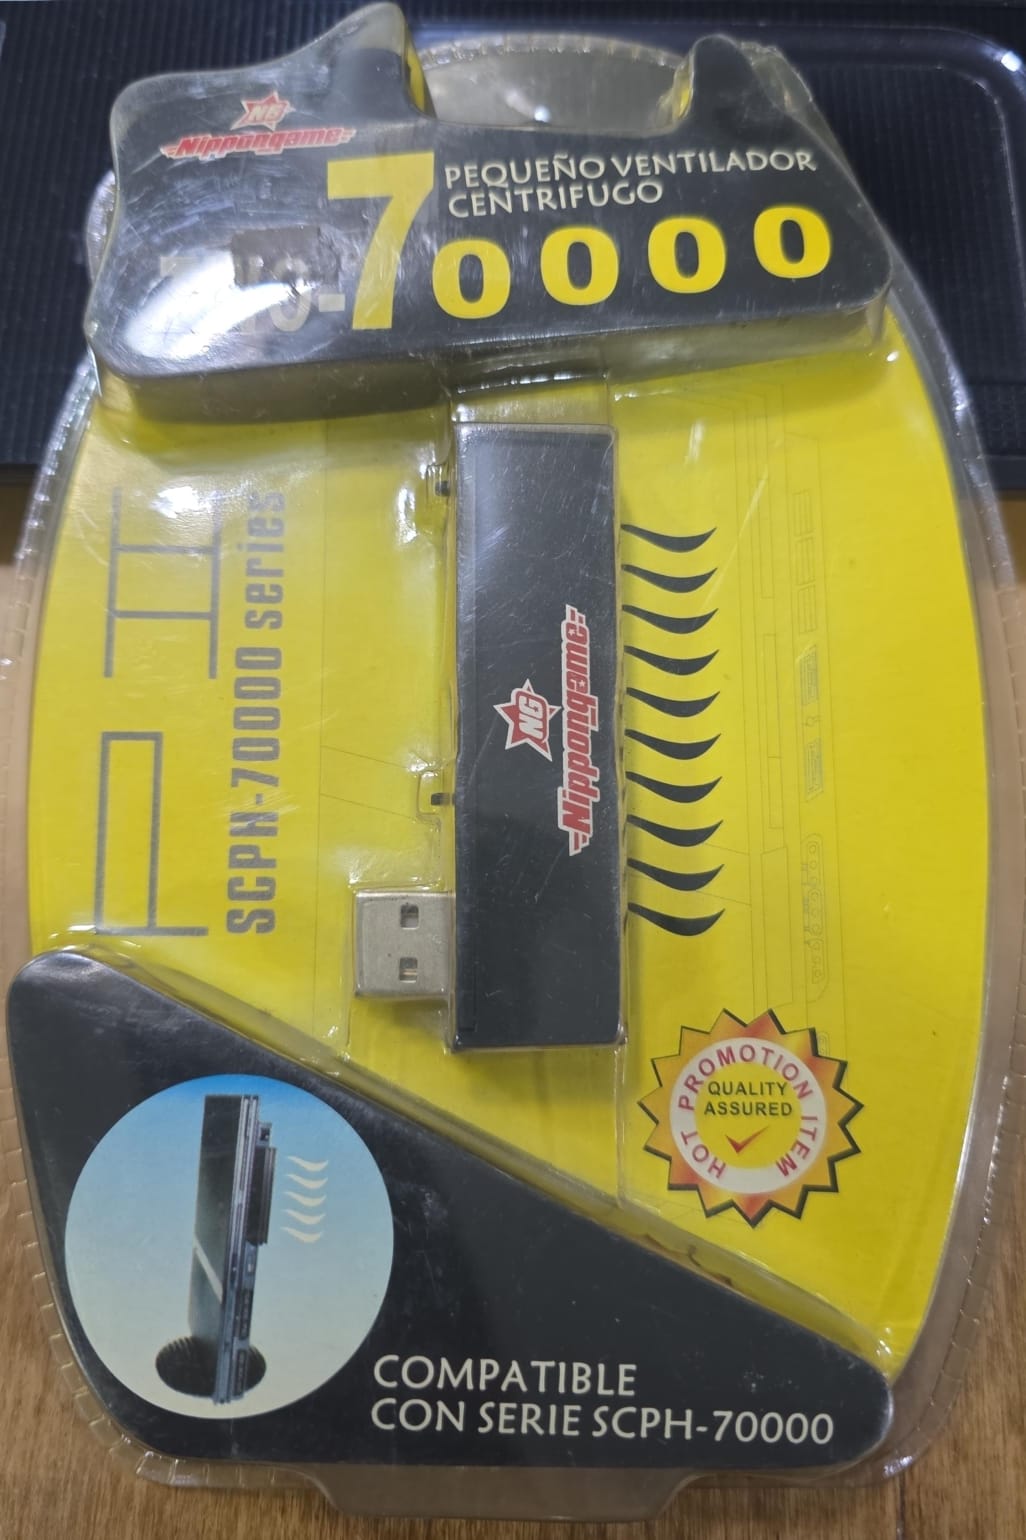 NG
Nippongame
PEQUEÑO VENTILADOR
CENTRIFUGO
70000
SCPH-70000 series
NG
Nippongame
HOT PROMOTION ITEM
QUALITY
ASSURED
COMPATIBLE
CON SERIE SCPH-70000